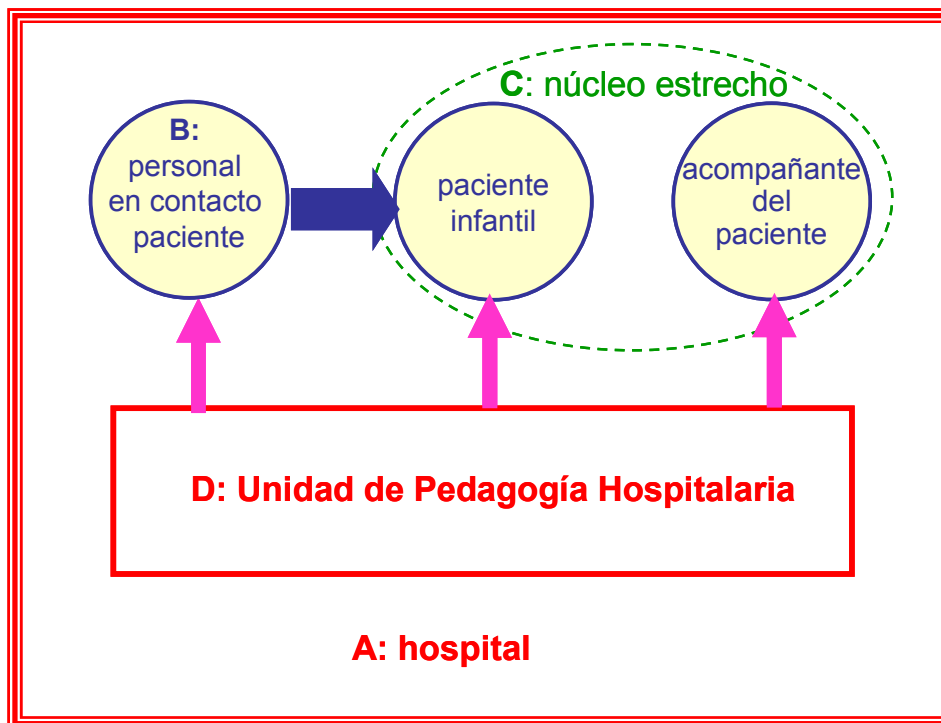 C: núcleo estrecho
B:
personal
en contacto
paciente
paciente
infantil
acompañante
del
paciente
D: Unidad de Pedagogía Hospitalaria
A: hospital